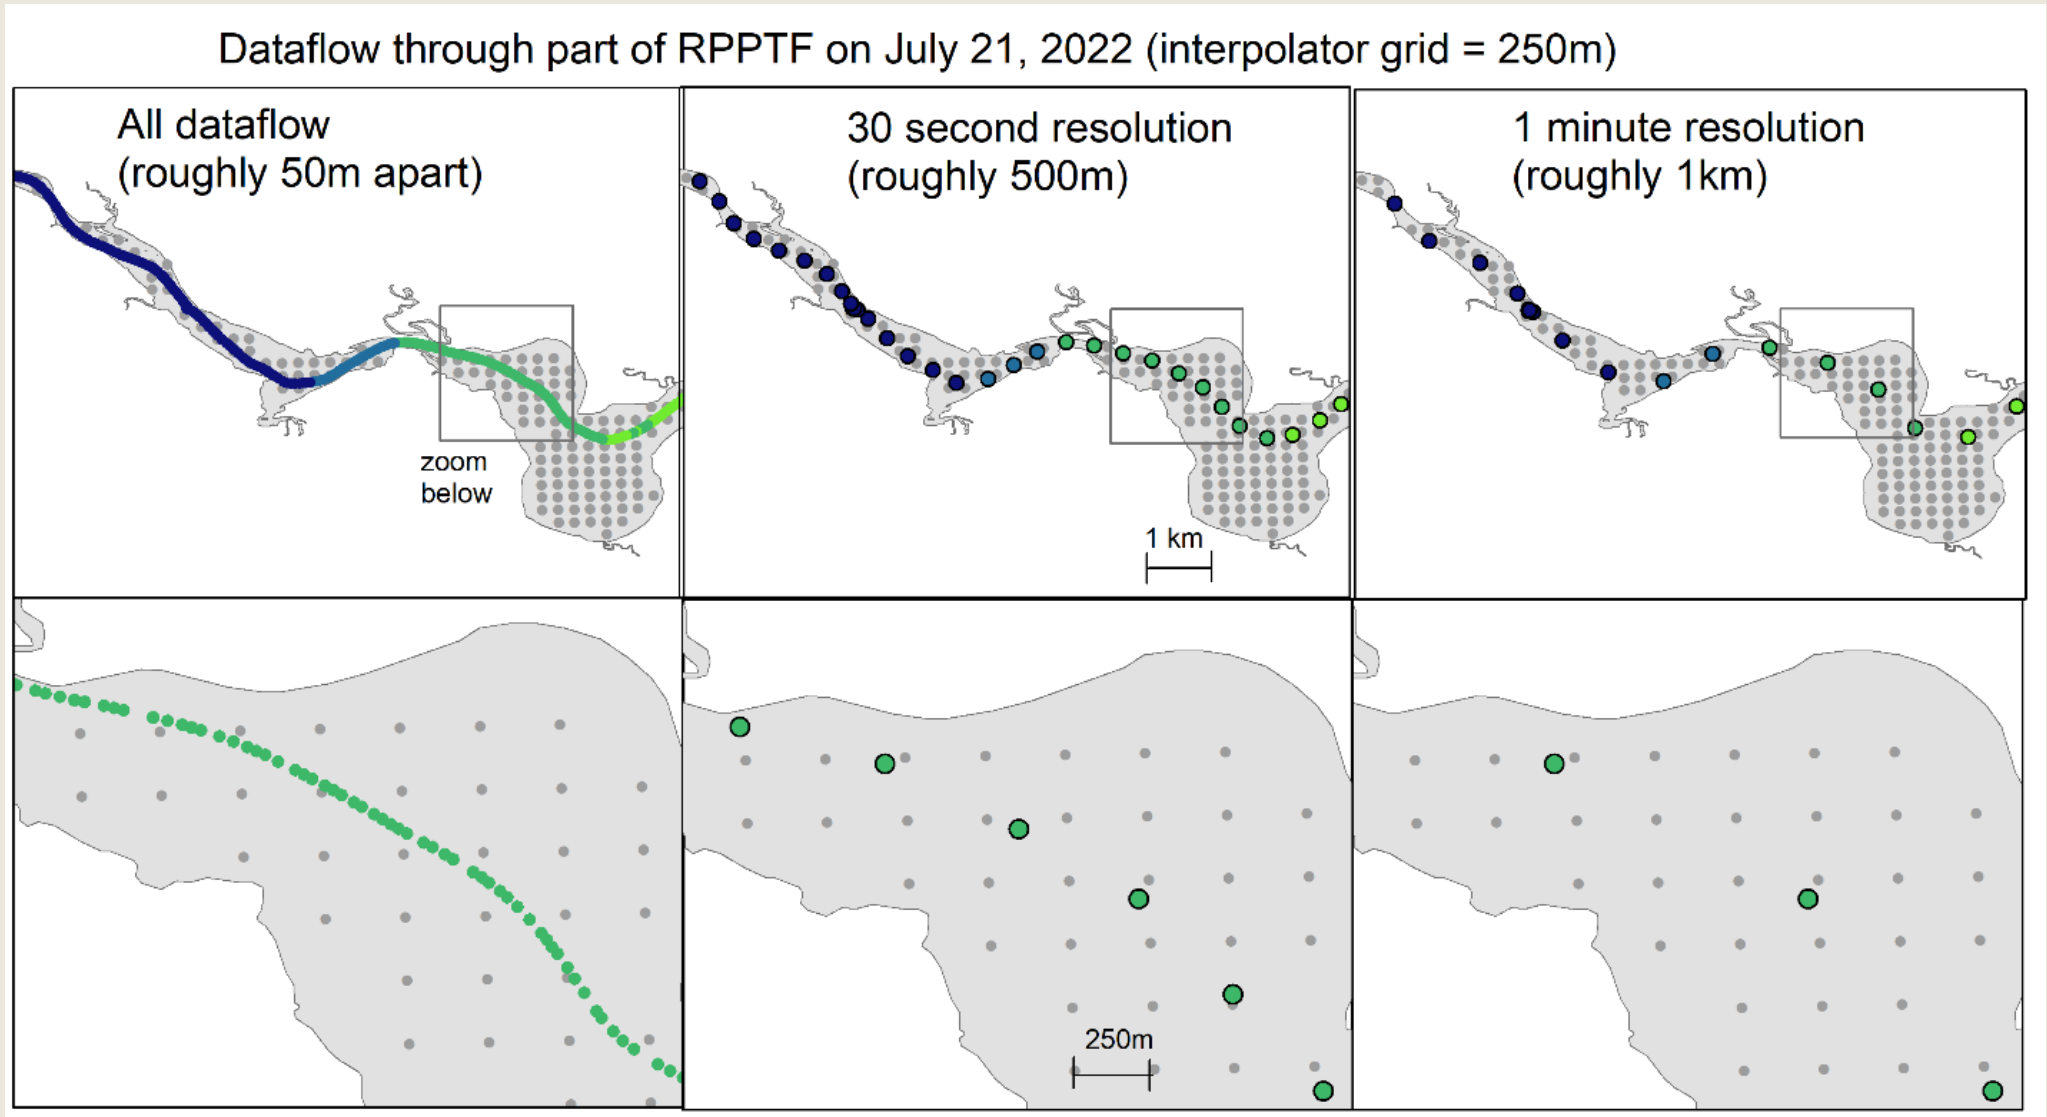 Dataflow through part of RPPTF on July 21, 2022 (interpolator grid = 250m)
All dataflow
(roughly 50m apart)
30 second resolution
(roughly 500m)
1 minute resolution
(roughly 1km)
zoom
below
1 km
250m